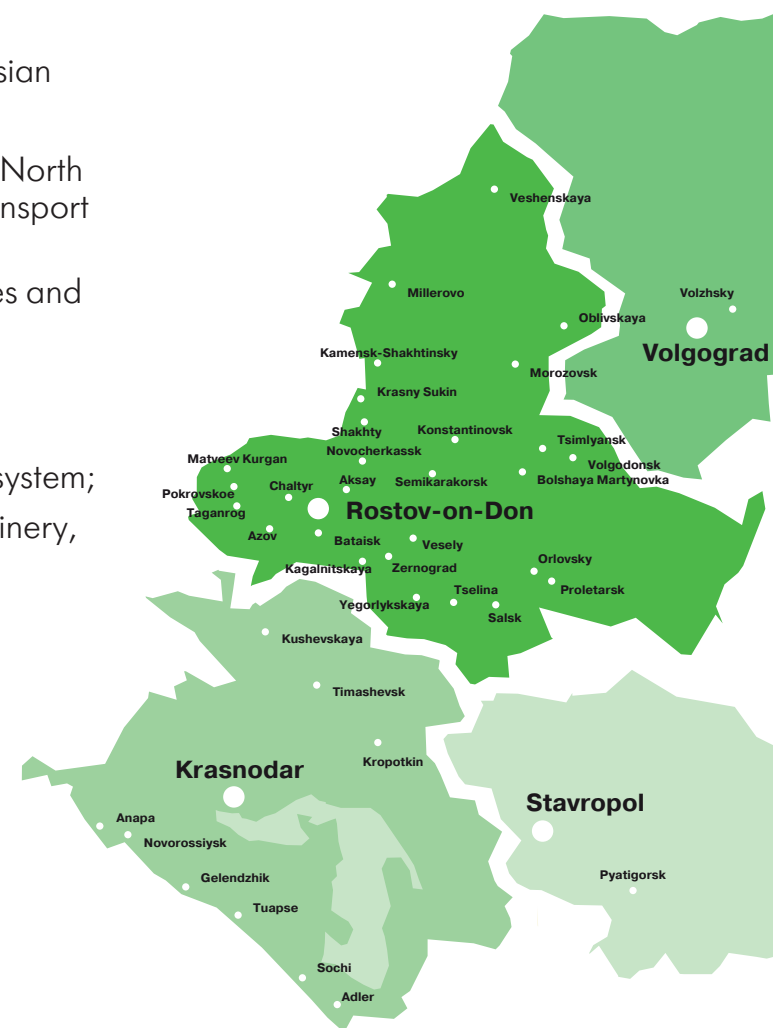 sian
North
nsport
es and
system;
inery,
Veshenskaya
Millerovo
Volzhsky
Oblivskaya
Volgograd
Kamensk-Shakhtinsky
Morozovsk
Krasny Sukin
Shakhty
Konstantinovsk
Tsimlyansk
Novocherkassk
Matveev Kurgan
Volgodonsk
Aksay
Semikarakorsk
Bolshaya Martynovka
Pokrovskoe
Chaltyr
Taganrog
Rostov-on-Don
Azov
Bataisk
Vesely
Orlovsky
Kagalnitskaya
Zernograd
Tselina
Proletarsk
Yegorlykskaya
Salsk
Kushevskaya
Timashevsk
Krasnodar
Kropotkin
Stavropol
Anapa
Novorossiysk
Pyatigorsk
Gelendzhik
Tuapse
Sochi
Adler